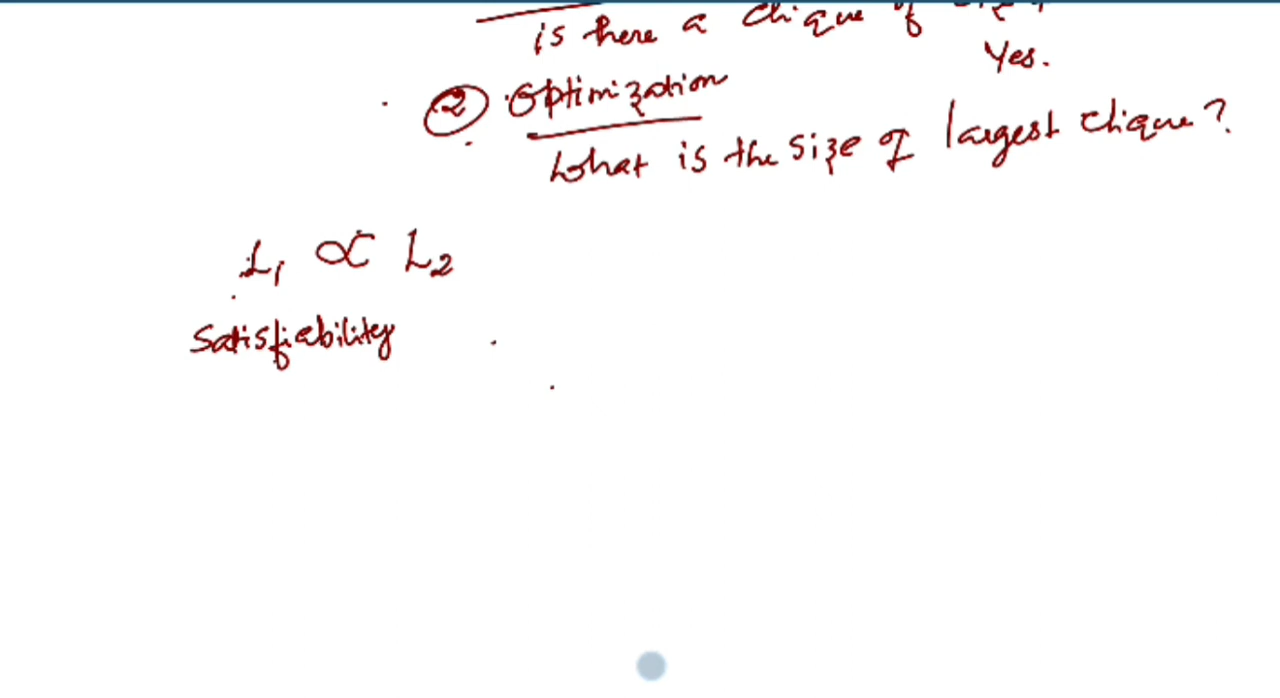 is there a clique of
Yes.
② Optimization
What is the size of largest clique?
L₁ ∝ L₂
Satisfiability